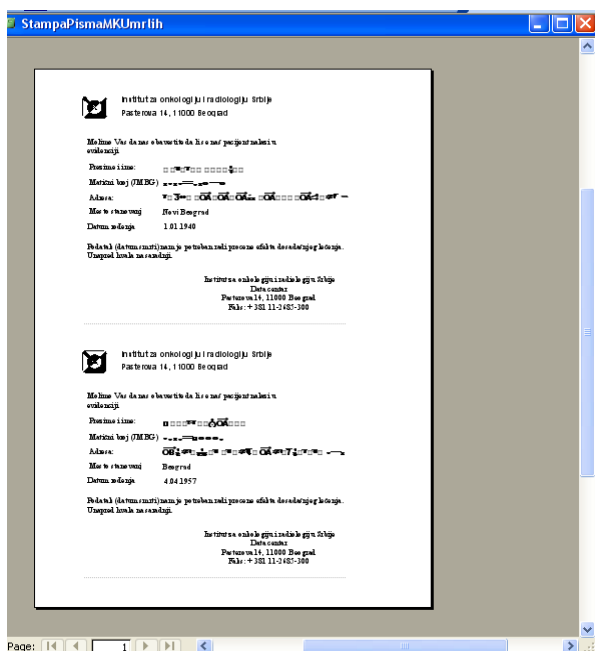 StampaPismaMKUmrlih
Institut za onkologiju i radiologiju Srbije
Pasterova 14, 11000 Beograd
Molimo Vas da nas obavestite da li se naš pacijent nalazi u
evidenciji
Prezime i ime:
Matični broj (JMBG)
Adresa:
Mesto stanovanj Novi Beograd
Datum rođenja 1.01.1940
Podatak (datum smrti) nam je potreban radi procene efekta dosadašnjeg lečenja.
Unapred hvala na saradnji.
Institut za onkologiju i radiologiju Srbije
Data centar
Pasterova 14, 11000 Beograd
Faks: + 381 11-2685-300
Institut za onkologiju i radiologiju Srbije
Pasterova 14, 11000 Beograd
Molimo Vas da nas obavestite da li se naš pacijent nalazi u
evidenciji
Prezime i ime:
Matični broj (JMBG)
Adresa:
Mesto stanovanj Beograd
Datum rođenja 4.04.1957
Podatak (datum smrti) nam je potreban radi procene efekta dosadašnjeg lečenja.
Unapred hvala na saradnji.
Institut za onkologiju i radiologiju Srbije
Data centar
Pasterova 14, 11000 Beograd
Faks: + 381 11-2685-300
Page: 1